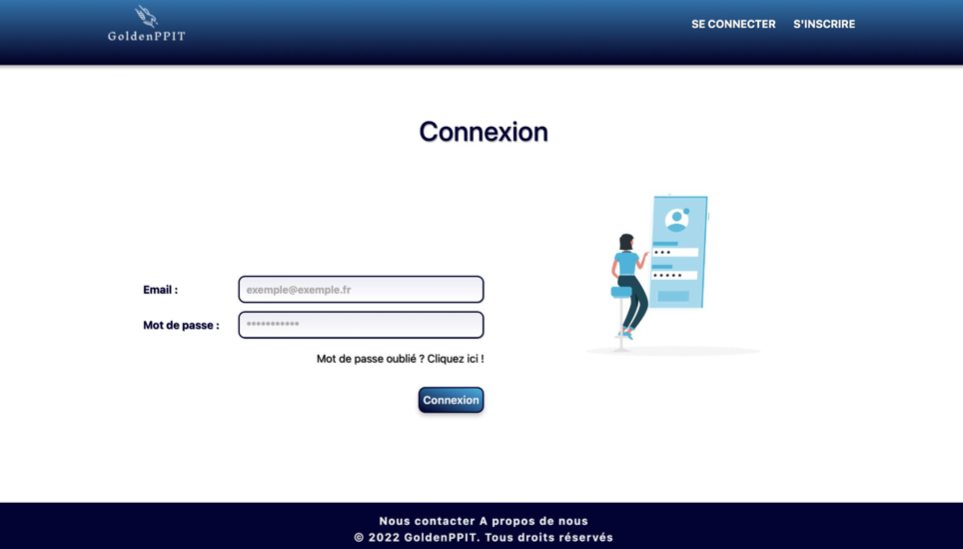 GoldenPPIT
SE CONNECTER S'INSCRIRE
Connexion
Email :
exemple@exemple.fr
Mot de passe :
***********
Mot de passe oublié ? Cliquez ici !
Connexion
Nous contacter A propos de nous
© 2022 GoldenPPIT. Tous droits réservés